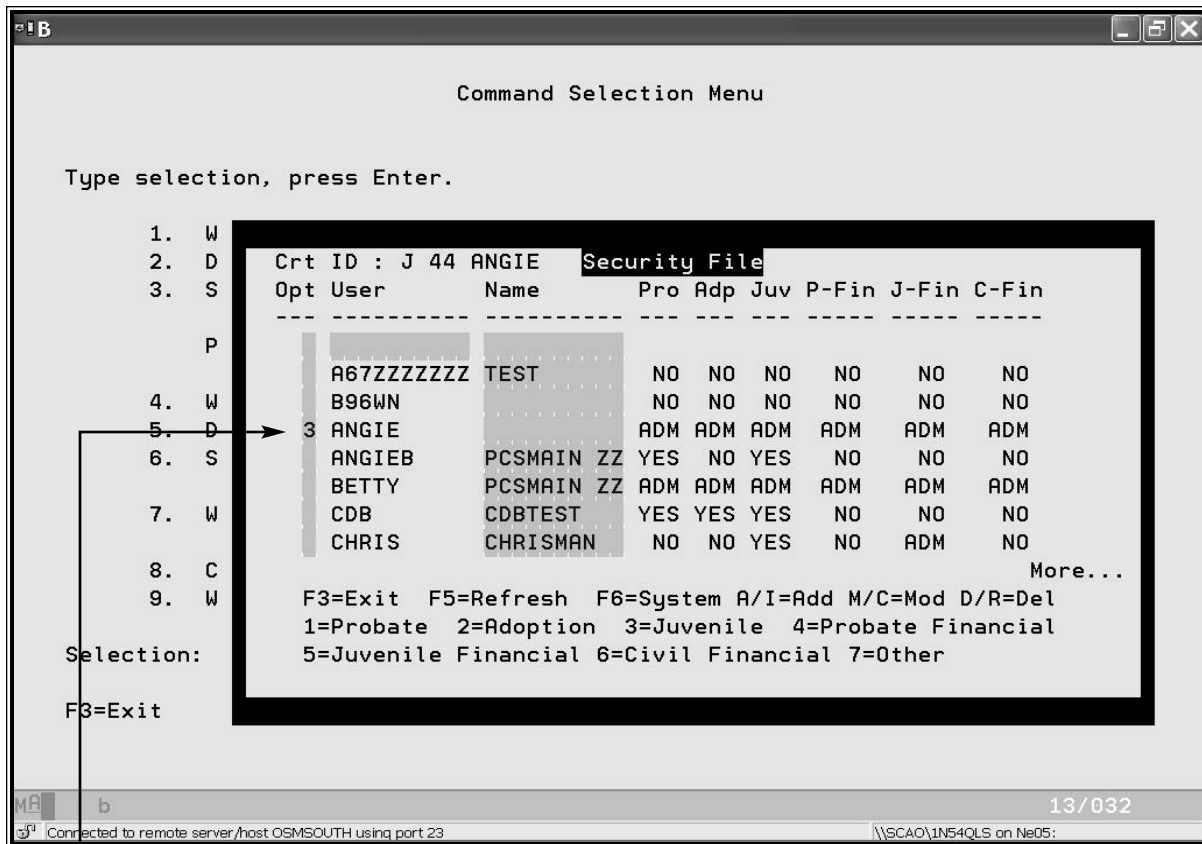 B
Command Selection Menu
Type selection, press Enter.
1. W
2. D
3. S
P
4. W
5. D
6. S
7. W
8. C
9. W
Selection:
F3=Exit
Crt ID : J 44 ANGIE Security File
Opt User Name Pro Adp Juv P-Fin J-Fin C-Fin
--- ---------- ---------- --- --- --- ----- ----- -----
A67ZZZZZZZ TEST NO NO NO NO NO NO
B96WN NO NO NO NO NO NO
3 ANGIE ADM ADM ADM ADM ADM ADM
ANGIEB PCSMAIN ZZ YES NO YES NO NO NO
BETTY PCSMAIN ZZ ADM ADM ADM ADM ADM ADM
CDB CDBTEST YES YES YES NO NO NO
CHRIS CHRISMAN NO NO YES NO ADM NO
More...
F3=Exit F5=Refresh F6=System A/I=Add M/C=Mod D/R=Del
1=Probate 2=Adoption 3=Juvenile 4=Probate Financial
5=Juvenile Financial 6=Civil Financial 7=Other
MA b 13/032
Connected to remote server/host OSMSOUTH using port 23 \\SCAO\1N54QLS on Ne05: